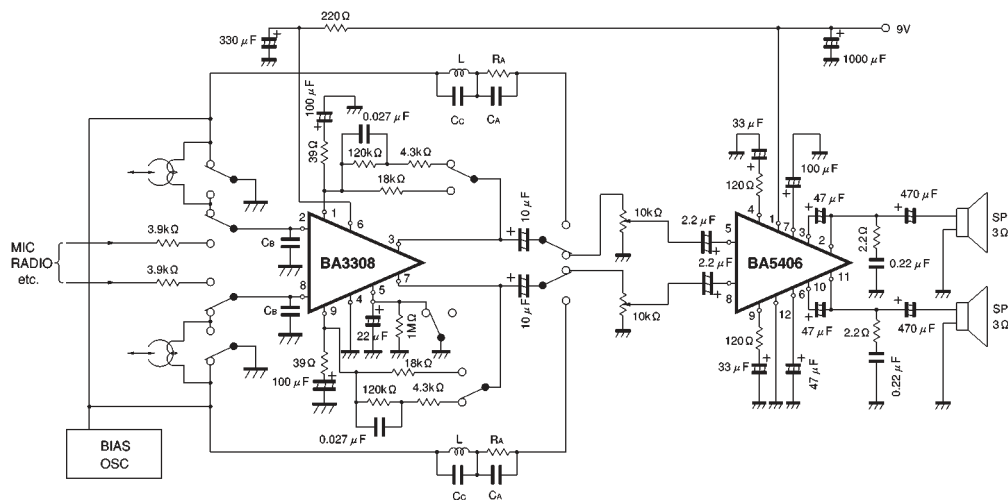 220Ω
330 μF
+
9V
+
1000 μF
L
RA
CC
CA
100 μF
+
0.027 μF
39Ω
120kΩ
4.3kΩ
18kΩ
33 μF
+
100 μF
+
120Ω
47 μF
+
470 μF
+
SP
3Ω
3.9kΩ
MIC
RADIO
etc.
3.9kΩ
CB
CB
2
1
6
BA3308
3
7
8
9
4
5
10 μF
+
10 μF
+
10kΩ
10kΩ
2.2 μF
+
2.2 μF
+
4
1
7
3
2
5
BA5406
11
10
8
9
12
6
2.2Ω
0.22 μF
+
47 μF
2.2Ω
+
470 μF
0.22 μF
SP
3Ω
39Ω
100 μF
+
+
22 μF
1MΩ
18kΩ
120kΩ
4.3kΩ
0.027 μF
120Ω
33 μF
+
+
47 μF
BIAS
OSC
L
RA
CC
CA